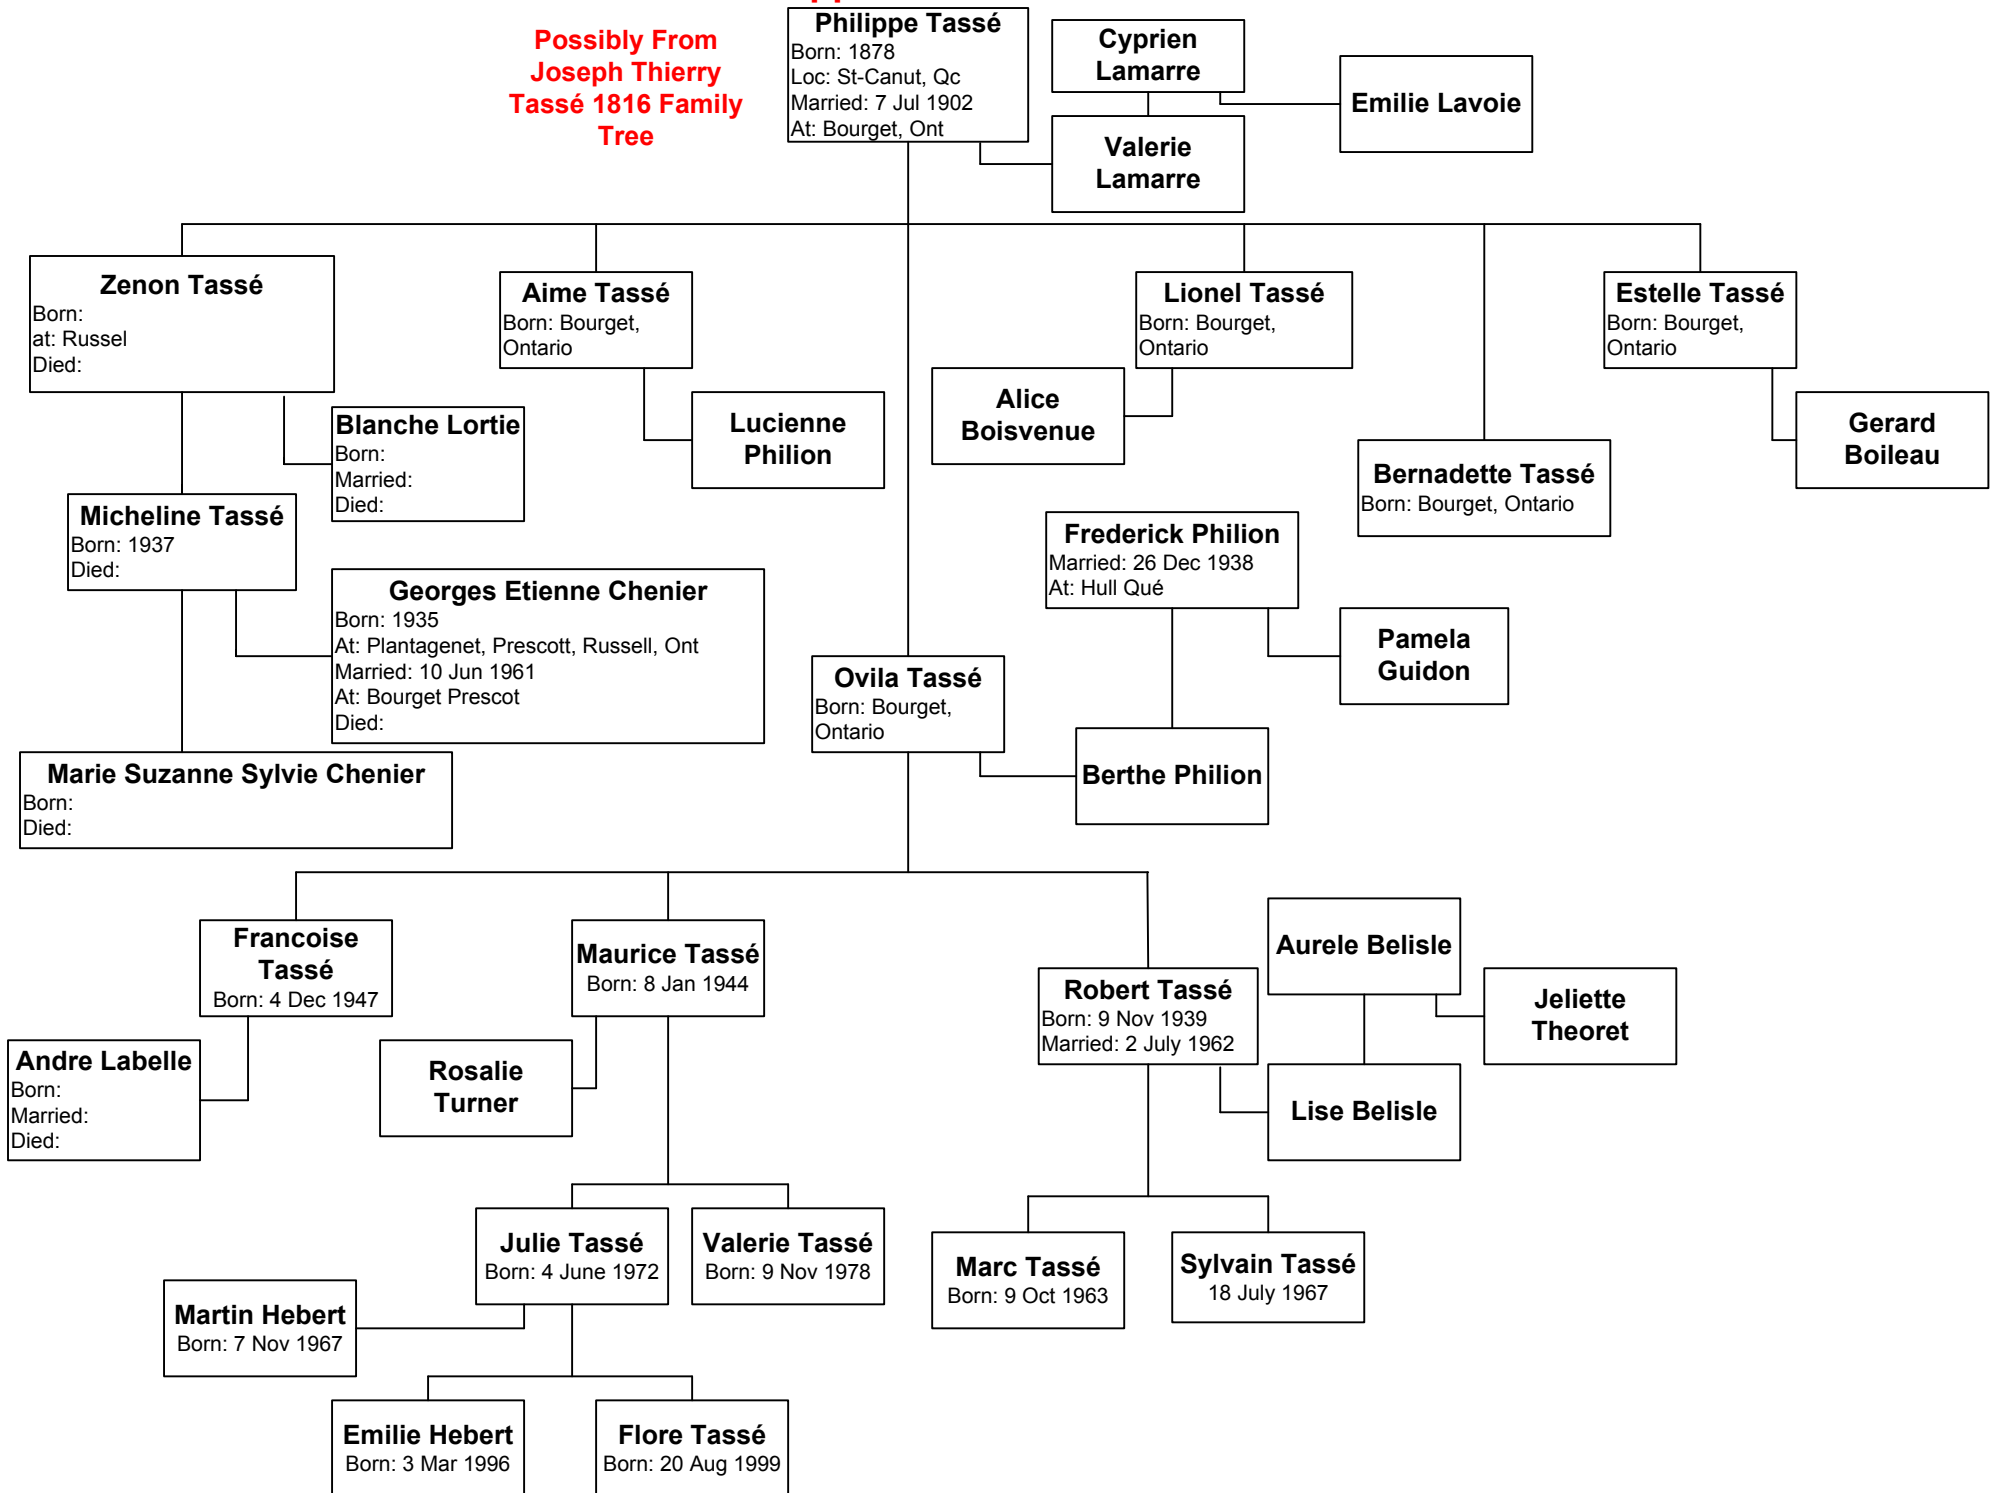 Possibly From
Joseph Thierry
Tassé 1816 Family
Tree
Philippe Tassé
Born: 1878
Loc: St-Canut, Qc
Married: 7 Jul 1902
At: Bourget, Ont
Cyprien
Lamarre
Emilie Lavoie
Valerie
Lamarre
Zenon Tassé
Born:
at: Russel
Died:
Aime Tassé
Born: Bourget,
Ontario
Lionel Tassé
Born: Bourget,
Ontario
Estelle Tassé
Born: Bourget,
Ontario
Blanche Lortie
Born:
Married:
Died:
Lucienne
Philion
Alice
Boisvenue
Bernadette Tassé
Born: Bourget, Ontario
Gerard
Boileau
Micheline Tassé
Born: 1937
Died:
Frederick Philion
Married: 26 Dec 1938
At: Hull Qué
Georges Etienne Chenier
Born: 1935
At: Plantagenet, Prescott, Russell, Ont
Married: 10 Jun 1961
At: Bourget Prescot
Died:
Pamela
Guidon
Ovila Tassé
Born: Bourget,
Ontario
Berthe Philion
Marie Suzanne Sylvie Chenier
Born:
Died:
Francoise
Tassé
Born: 4 Dec 1947
Maurice Tassé
Born: 8 Jan 1944
Robert Tassé
Born: 9 Nov 1939
Married: 2 July 1962
Aurele Belisle
Jeliette
Theoret
Andre Labelle
Born:
Married:
Died:
Rosalie
Turner
Lise Belisle
Julie Tassé
Born: 4 June 1972
Valerie Tassé
Born: 9 Nov 1978
Marc Tassé
Born: 9 Oct 1963
Sylvain Tassé
18 July 1967
Martin Hebert
Born: 7 Nov 1967
Emilie Hebert
Born: 3 Mar 1996
Flore Tassé
Born: 20 Aug 1999